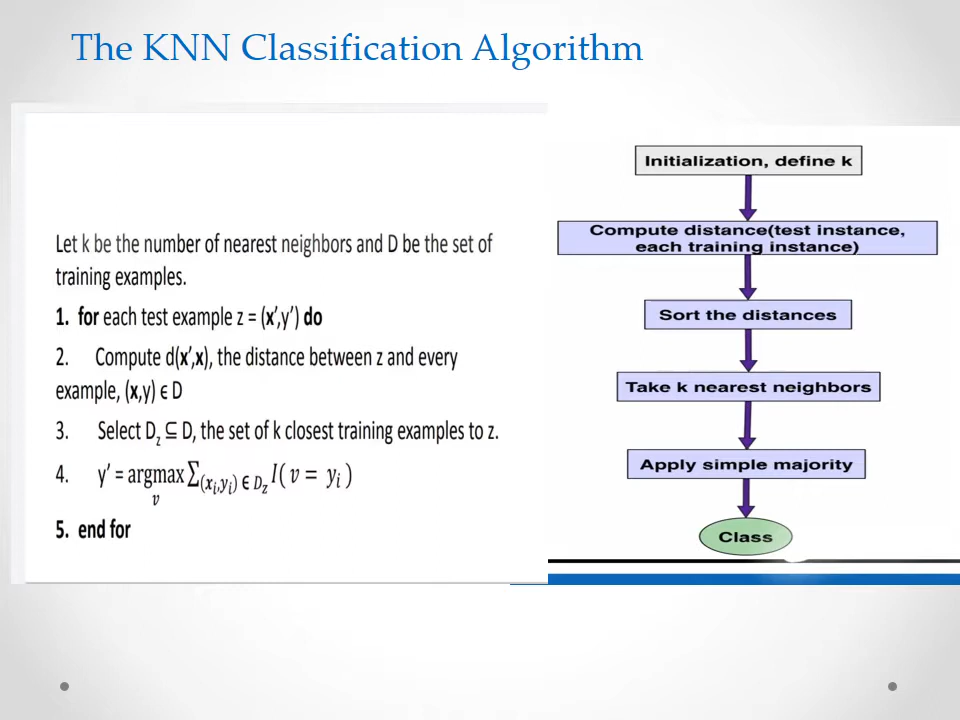 The KNN Classification Algorithm
Let k be the number of nearest neighbors and D be the set of
training examples.
1. for each test example z = (x’,y’) do
2. Compute d(x’,x), the distance between z and every
example, (x,y) ϵ D
3. Select D_z ⊆ D, the set of k closest training examples to z.
4. y’ = argmax ∑_(x_i,y_i) ϵ D_z I( v = y_i )
v
5. end for
Initialization, define k
Compute distance(test instance,
each training instance)
Sort the distances
Take k nearest neighbors
Apply simple majority
Class